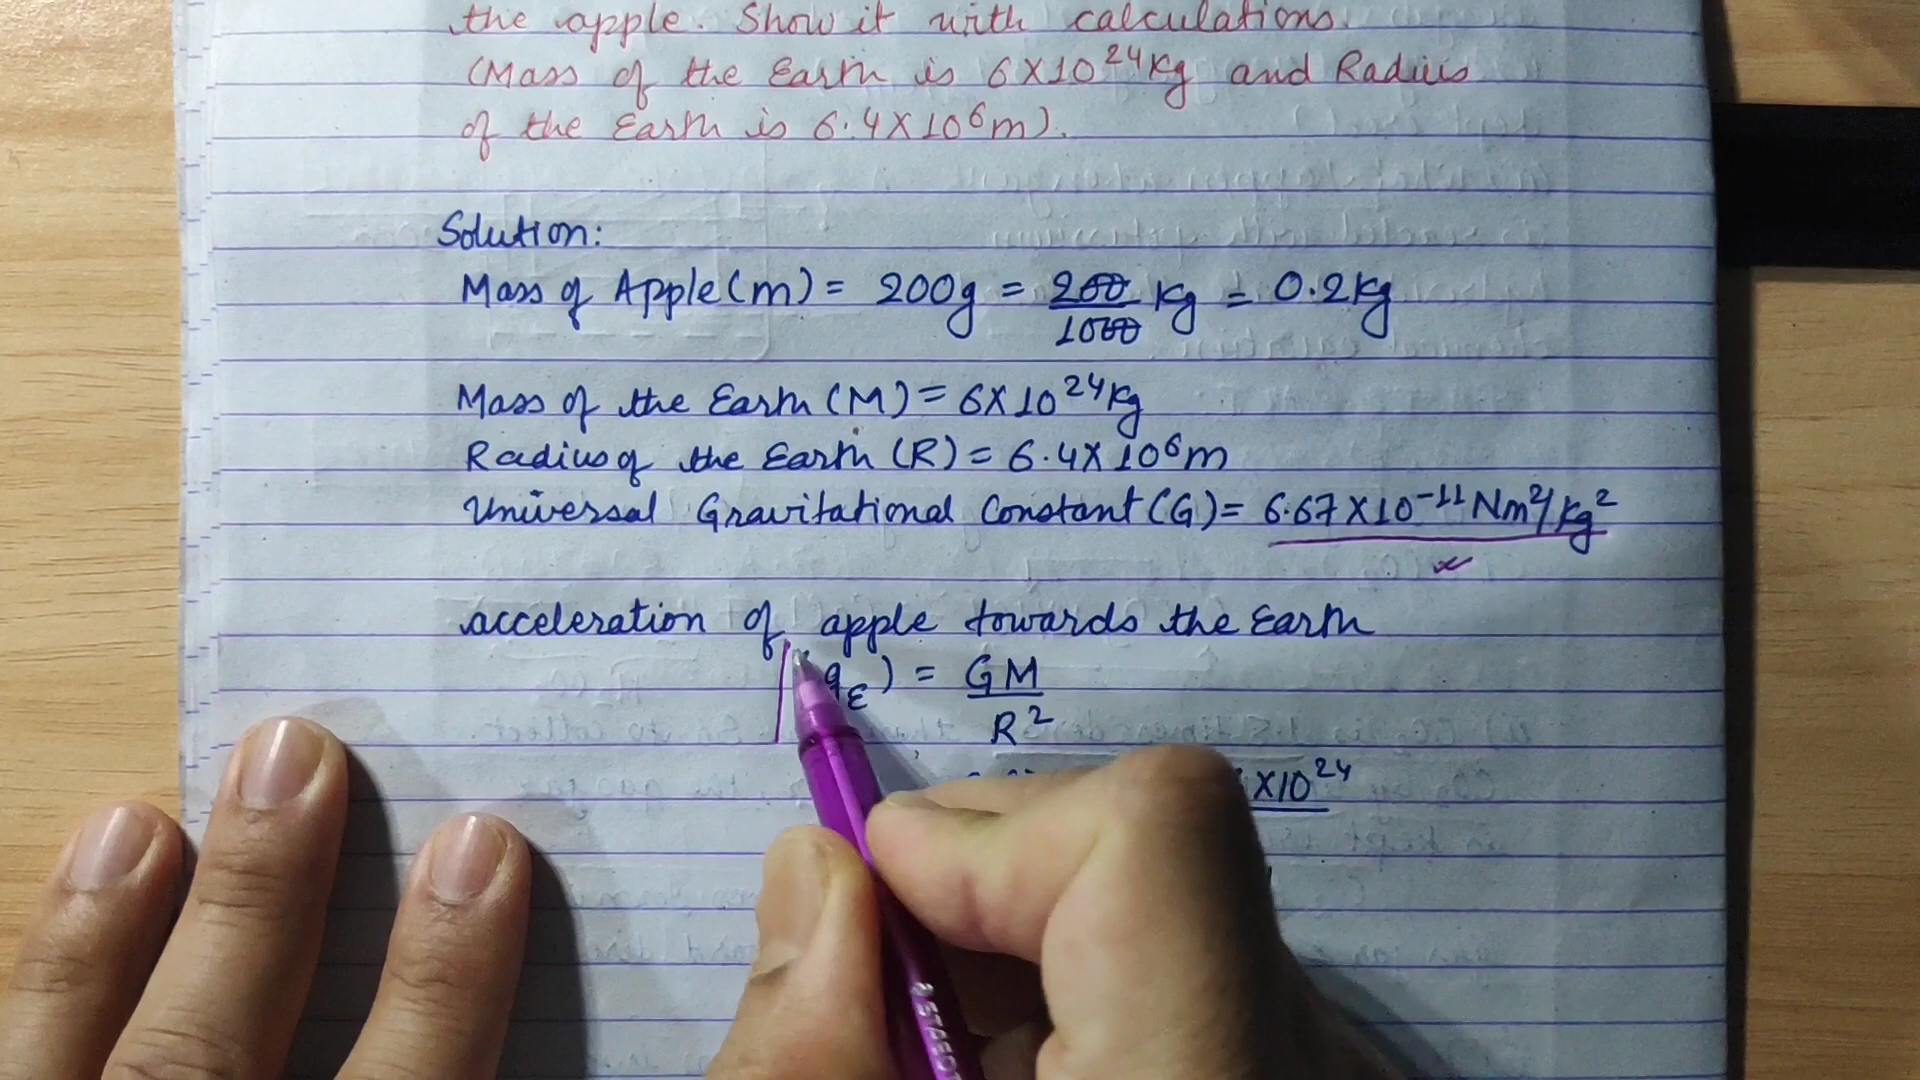 the apple. Show it with calculations.
(Mass of the Earth is 6×10²⁴kg and Radius
of the Earth is 6.4×10⁶m).
Solution:
Mass of Apple(m) = 200g = 200/1000 kg = 0.2kg
Mass of the Earth (M) = 6×10²⁴kg
Radius of the Earth (R) = 6.4×10⁶m
Universal Gravitational Constant (G) = 6.67×10⁻¹¹Nm²/kg²
acceleration of apple towards the Earth
) = GM/R²
×10²⁴